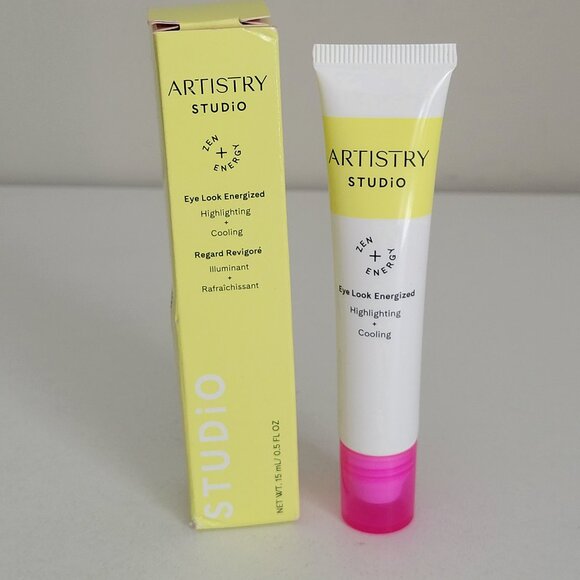 ARTISTRY
STUDiO
ZEN
+
ENERGY
Eye Look Energized
Highlighting
+
Cooling
Regard Revigoré
Illuminant
+
Rafraîchissant
STUDiO
NET WT. 15 mL/ 0.5 FL OZ
ARTISTRY
STUDiO
ZEN
+
ENERGY
Eye Look Energized
Highlighting
+
Cooling